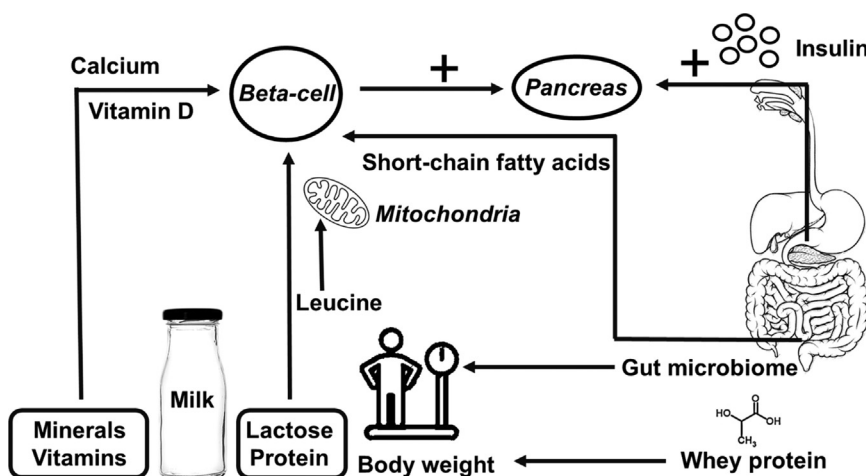 Calcium
Vitamin D
Beta-cell
+
Pancreas
+
Insulin
Short-chain fatty acids
Mitochondria
Leucine
Milk
Minerals
Vitamins
Lactose
Protein
Body weight
Gut microbiome
O
HO
OH
CH3
Whey protein